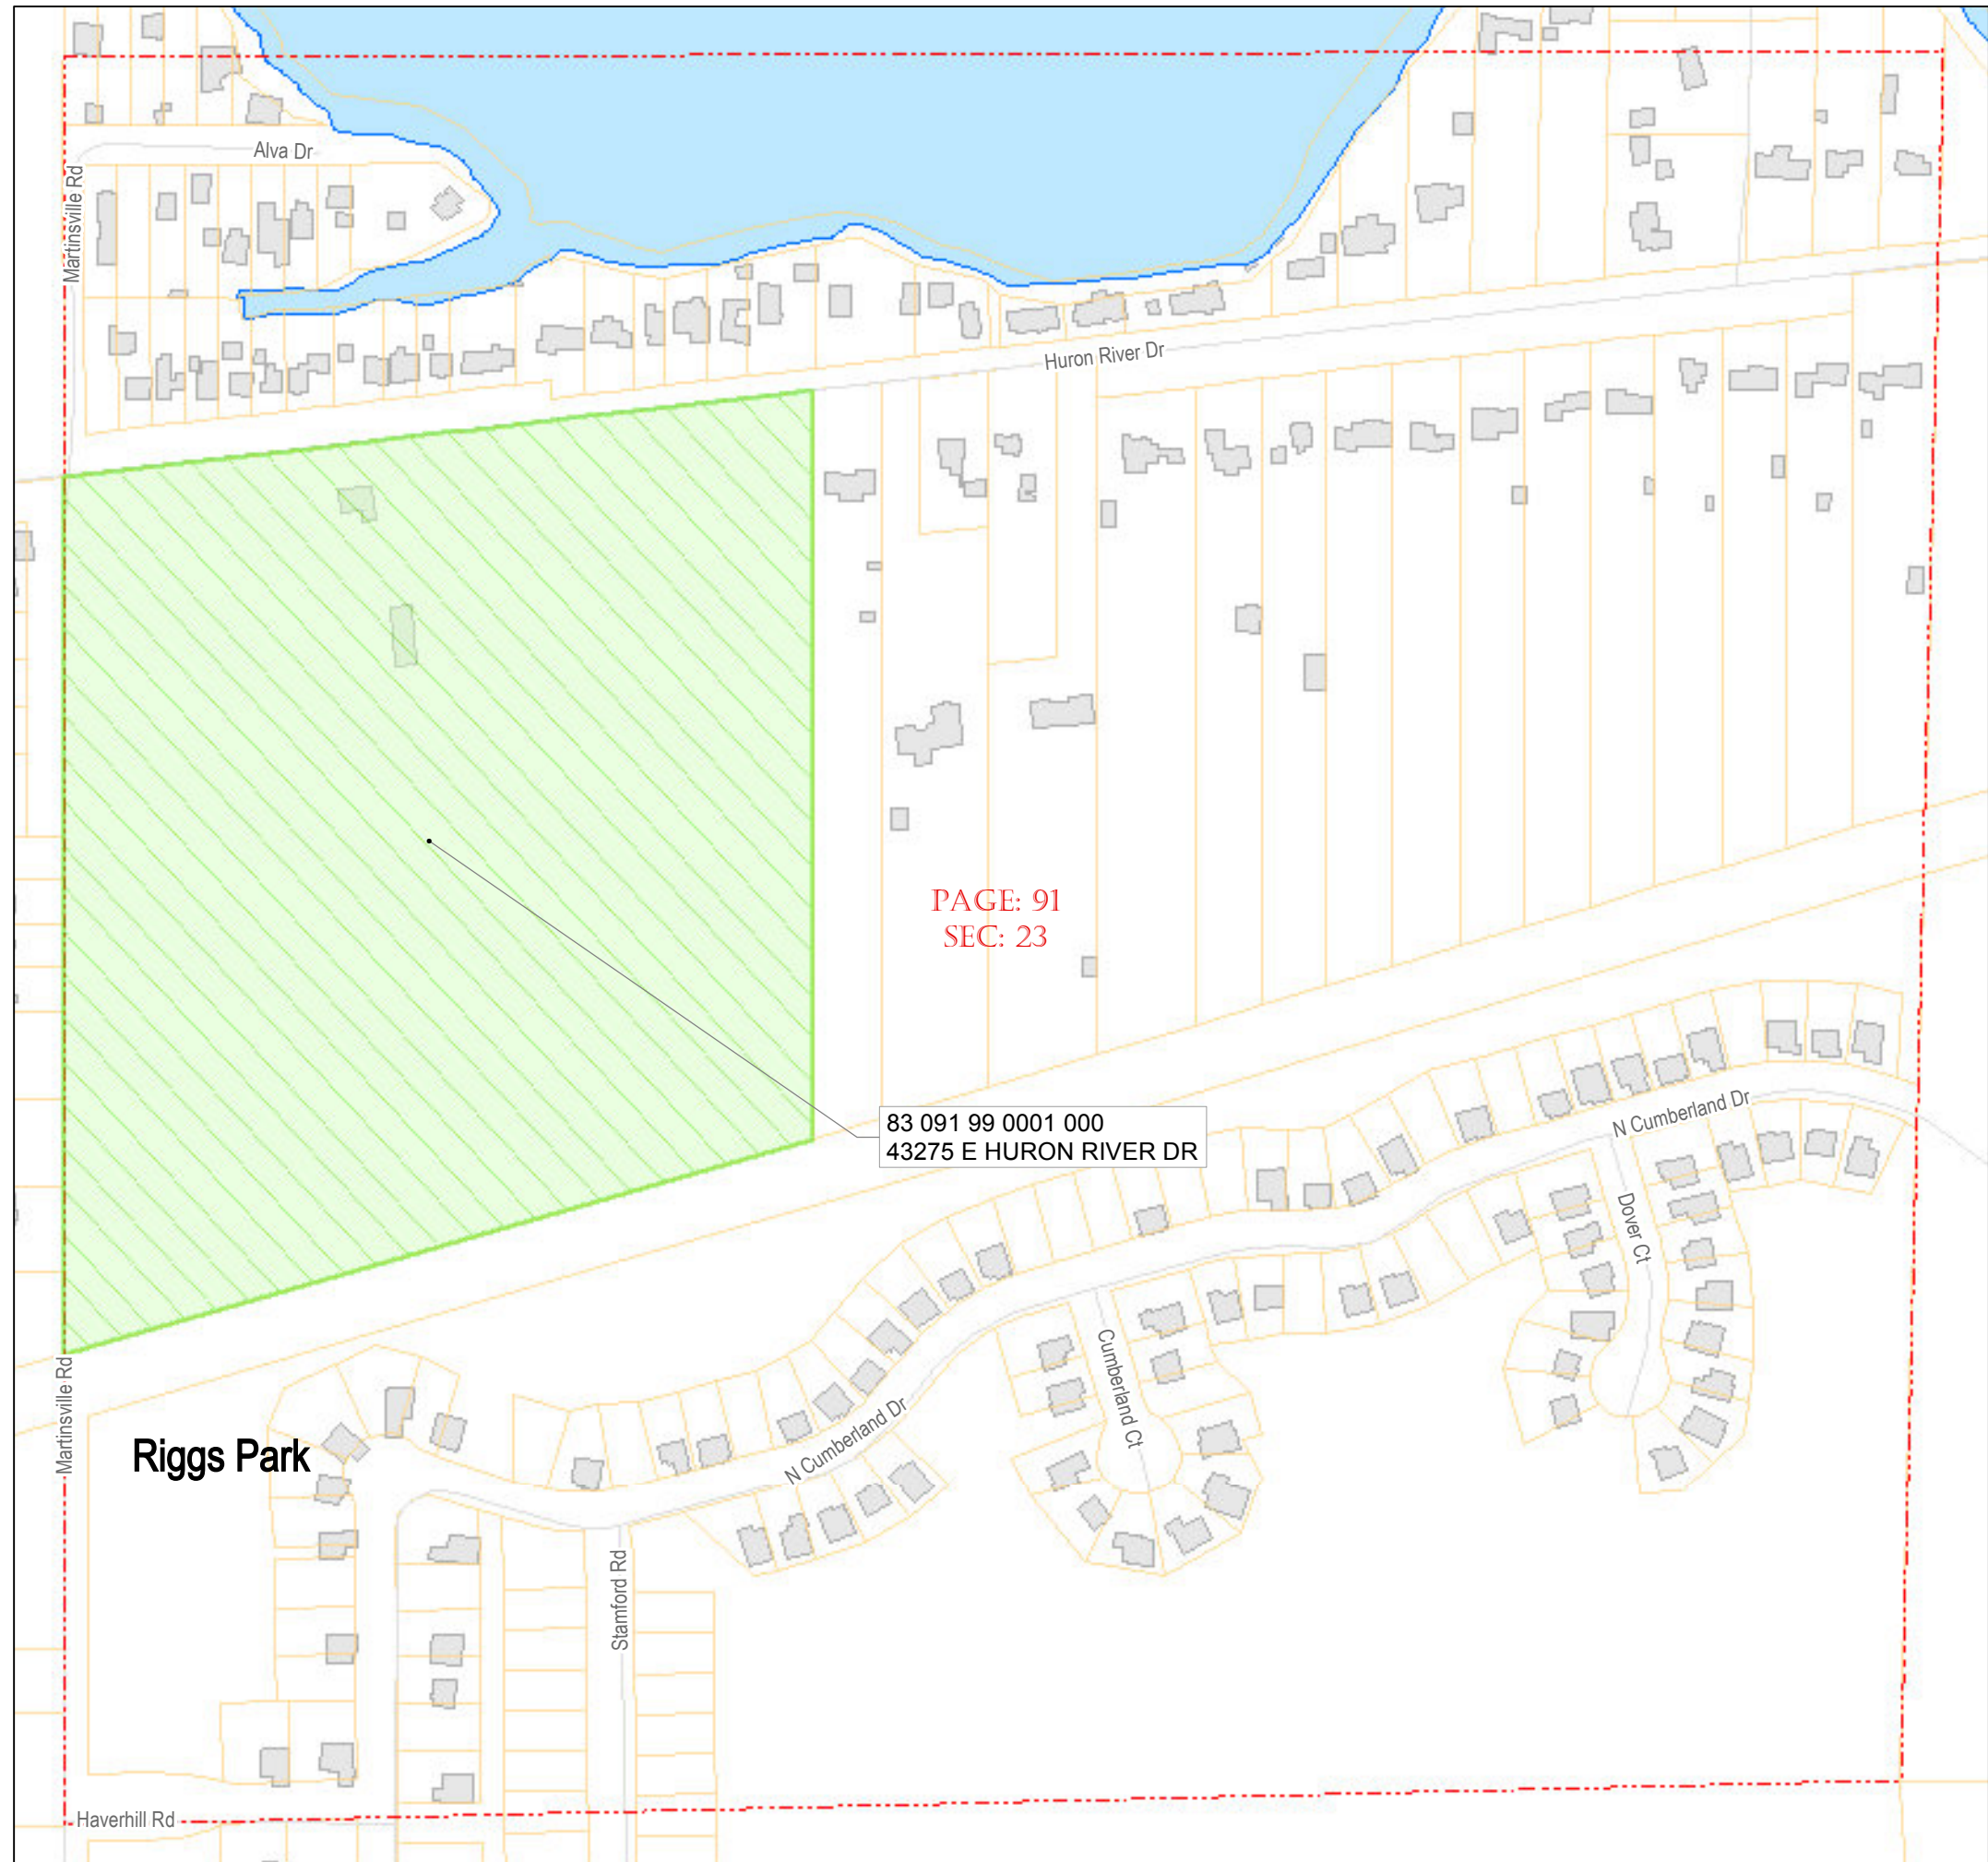 Alva Dr
Martinsville Rd
Huron River Dr
PAGE: 91
SEC: 23
83 091 99 0001 000
43275 E HURON RIVER DR
N Cumberland Dr
Dover Ct
Cumberland Ct
Martinsville Rd
Riggs Park
N Cumberland Dr
Stamford Rd
Haverhill Rd